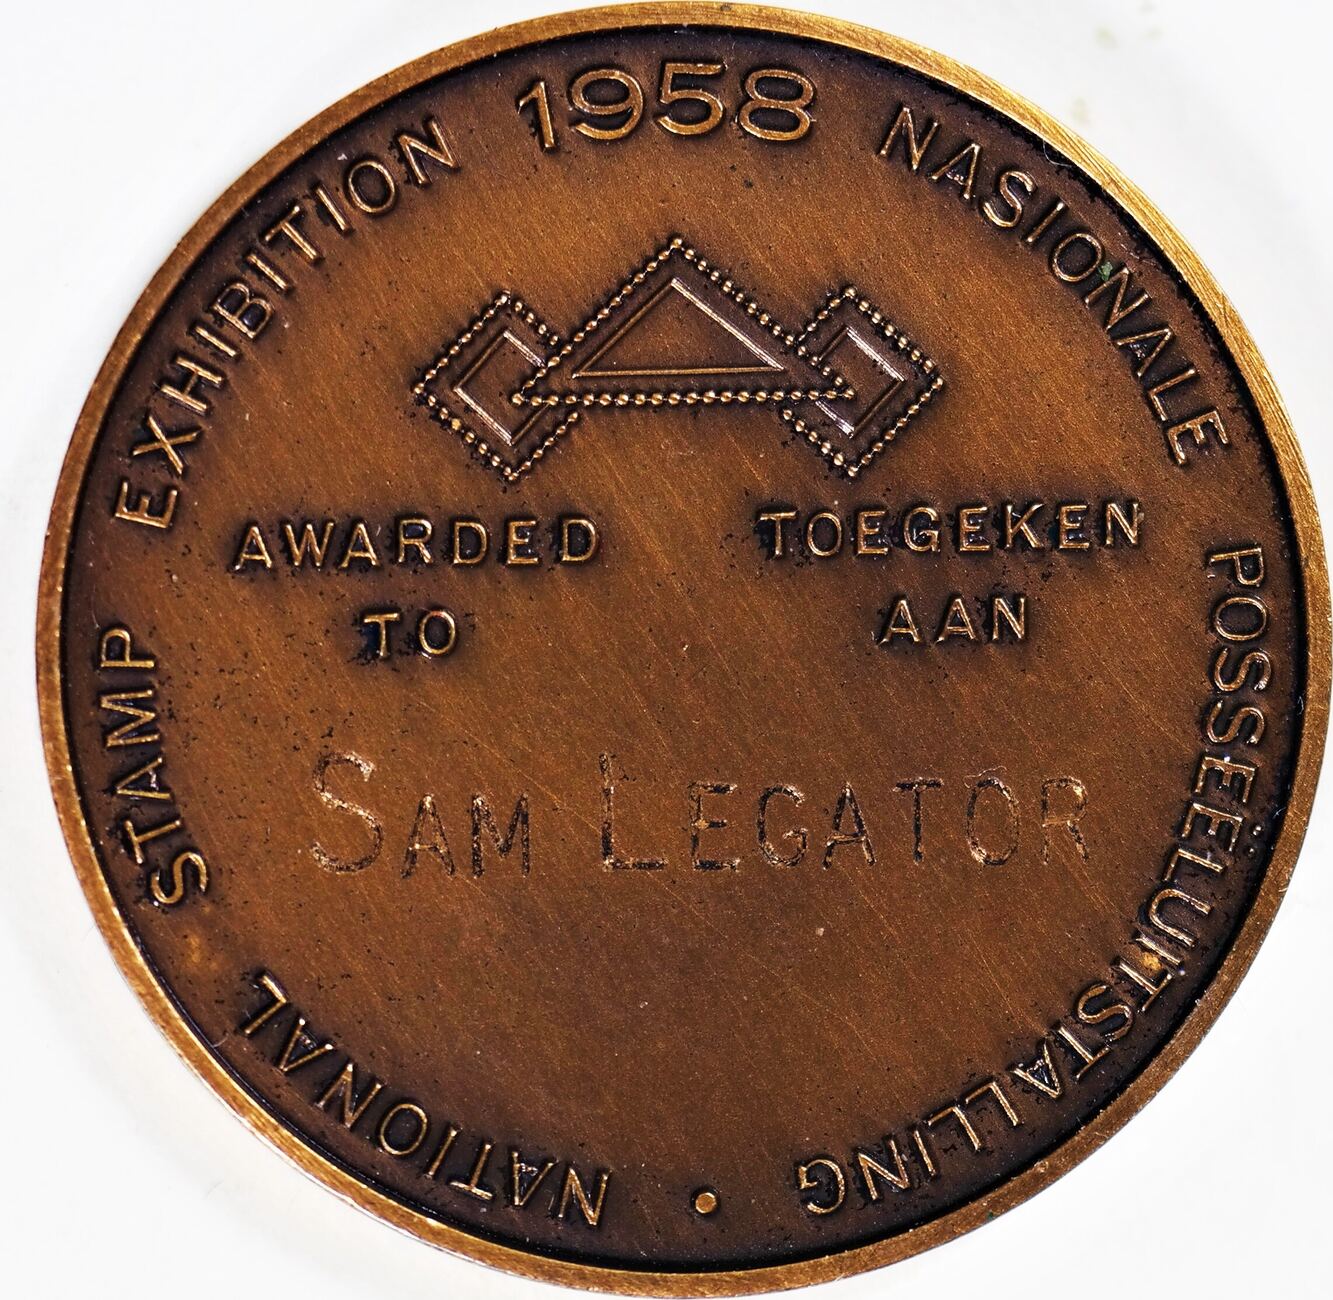 NATIONAL STAMP EXHIBITION 1958 NASIONALE POSSEËLUITSTALLING •
AWARDED TO
TOEGEKEN AAN
SAM LEGATOR